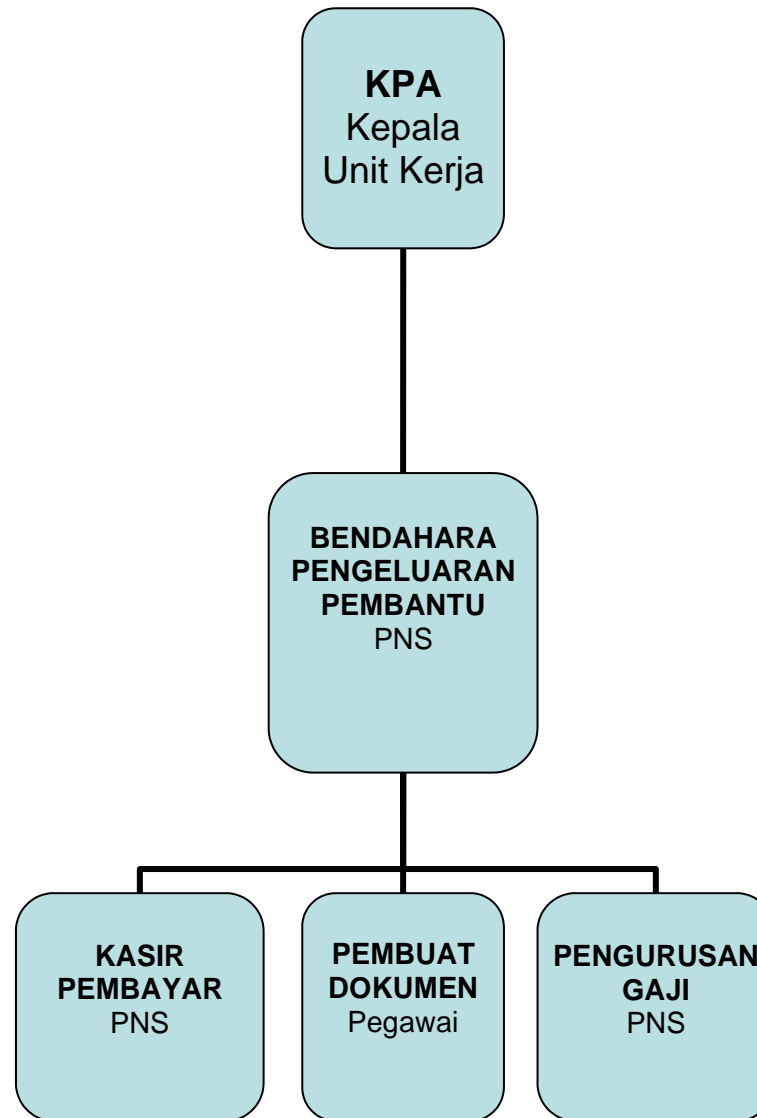 KPA
Kepala
Unit Kerja
BENDAHARA
PENGELUARAN
PEMBANTU
PNS
KASIR
PEMBAYAR
PNS
PEMBUAT
DOKUMEN
Pegawai
PENGURUSAN
GAJI
PNS